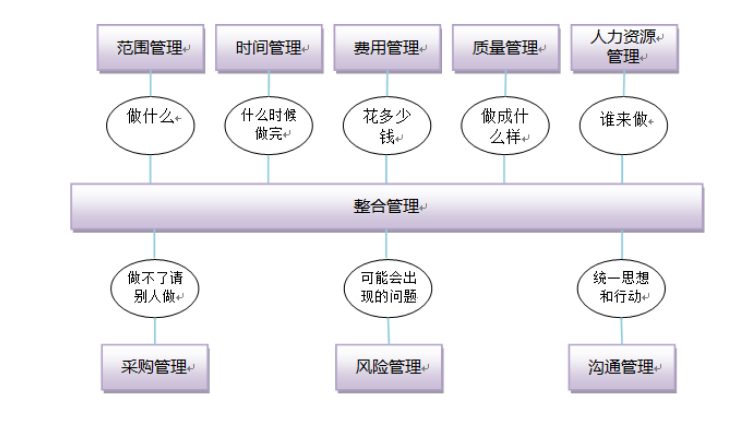 范围管理
时间管理
费用管理
质量管理
人力资源
管理
做什么
什么时候
做完
花多少
钱
做成什
么样
谁来做
整合管理
做不了请
别人做
可能会出
现的问题
统一思想
和行动
采购管理
风险管理
沟通管理